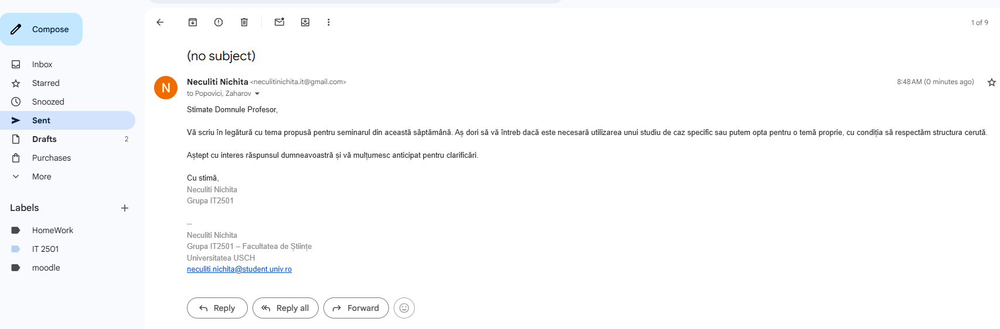 Compose
1 of 9
Inbox
Starred
Snoozed
Sent
Drafts 2
Purchases
More
Labels
HomeWork
IT 2501
moodle
(no subject)
N
Neculiti Nichita <neculitinichita.it@gmail.com>
8:48 AM (0 minutes ago)
to Popovici, Zaharov
Stimate Domnule Profesor,
Vă scriu în legătură cu tema propusă pentru seminarul din această săptămână. Aș dori să vă întreb dacă este necesară utilizarea unui studiu de caz specific sau putem opta pentru o temă proprie, cu condiția să respectăm structura cerută.
Aștept cu interes răspunsul dumneavoastră și vă mulțumesc anticipat pentru clarificări.
Cu stimă,
Neculiti Nichita
Grupa IT2501
--
Neculiti Nichita
Grupa IT2501 – Facultatea de Științe
Universitatea USCH
neculiti.nichita@student.univ.ro
Reply
Reply all
Forward